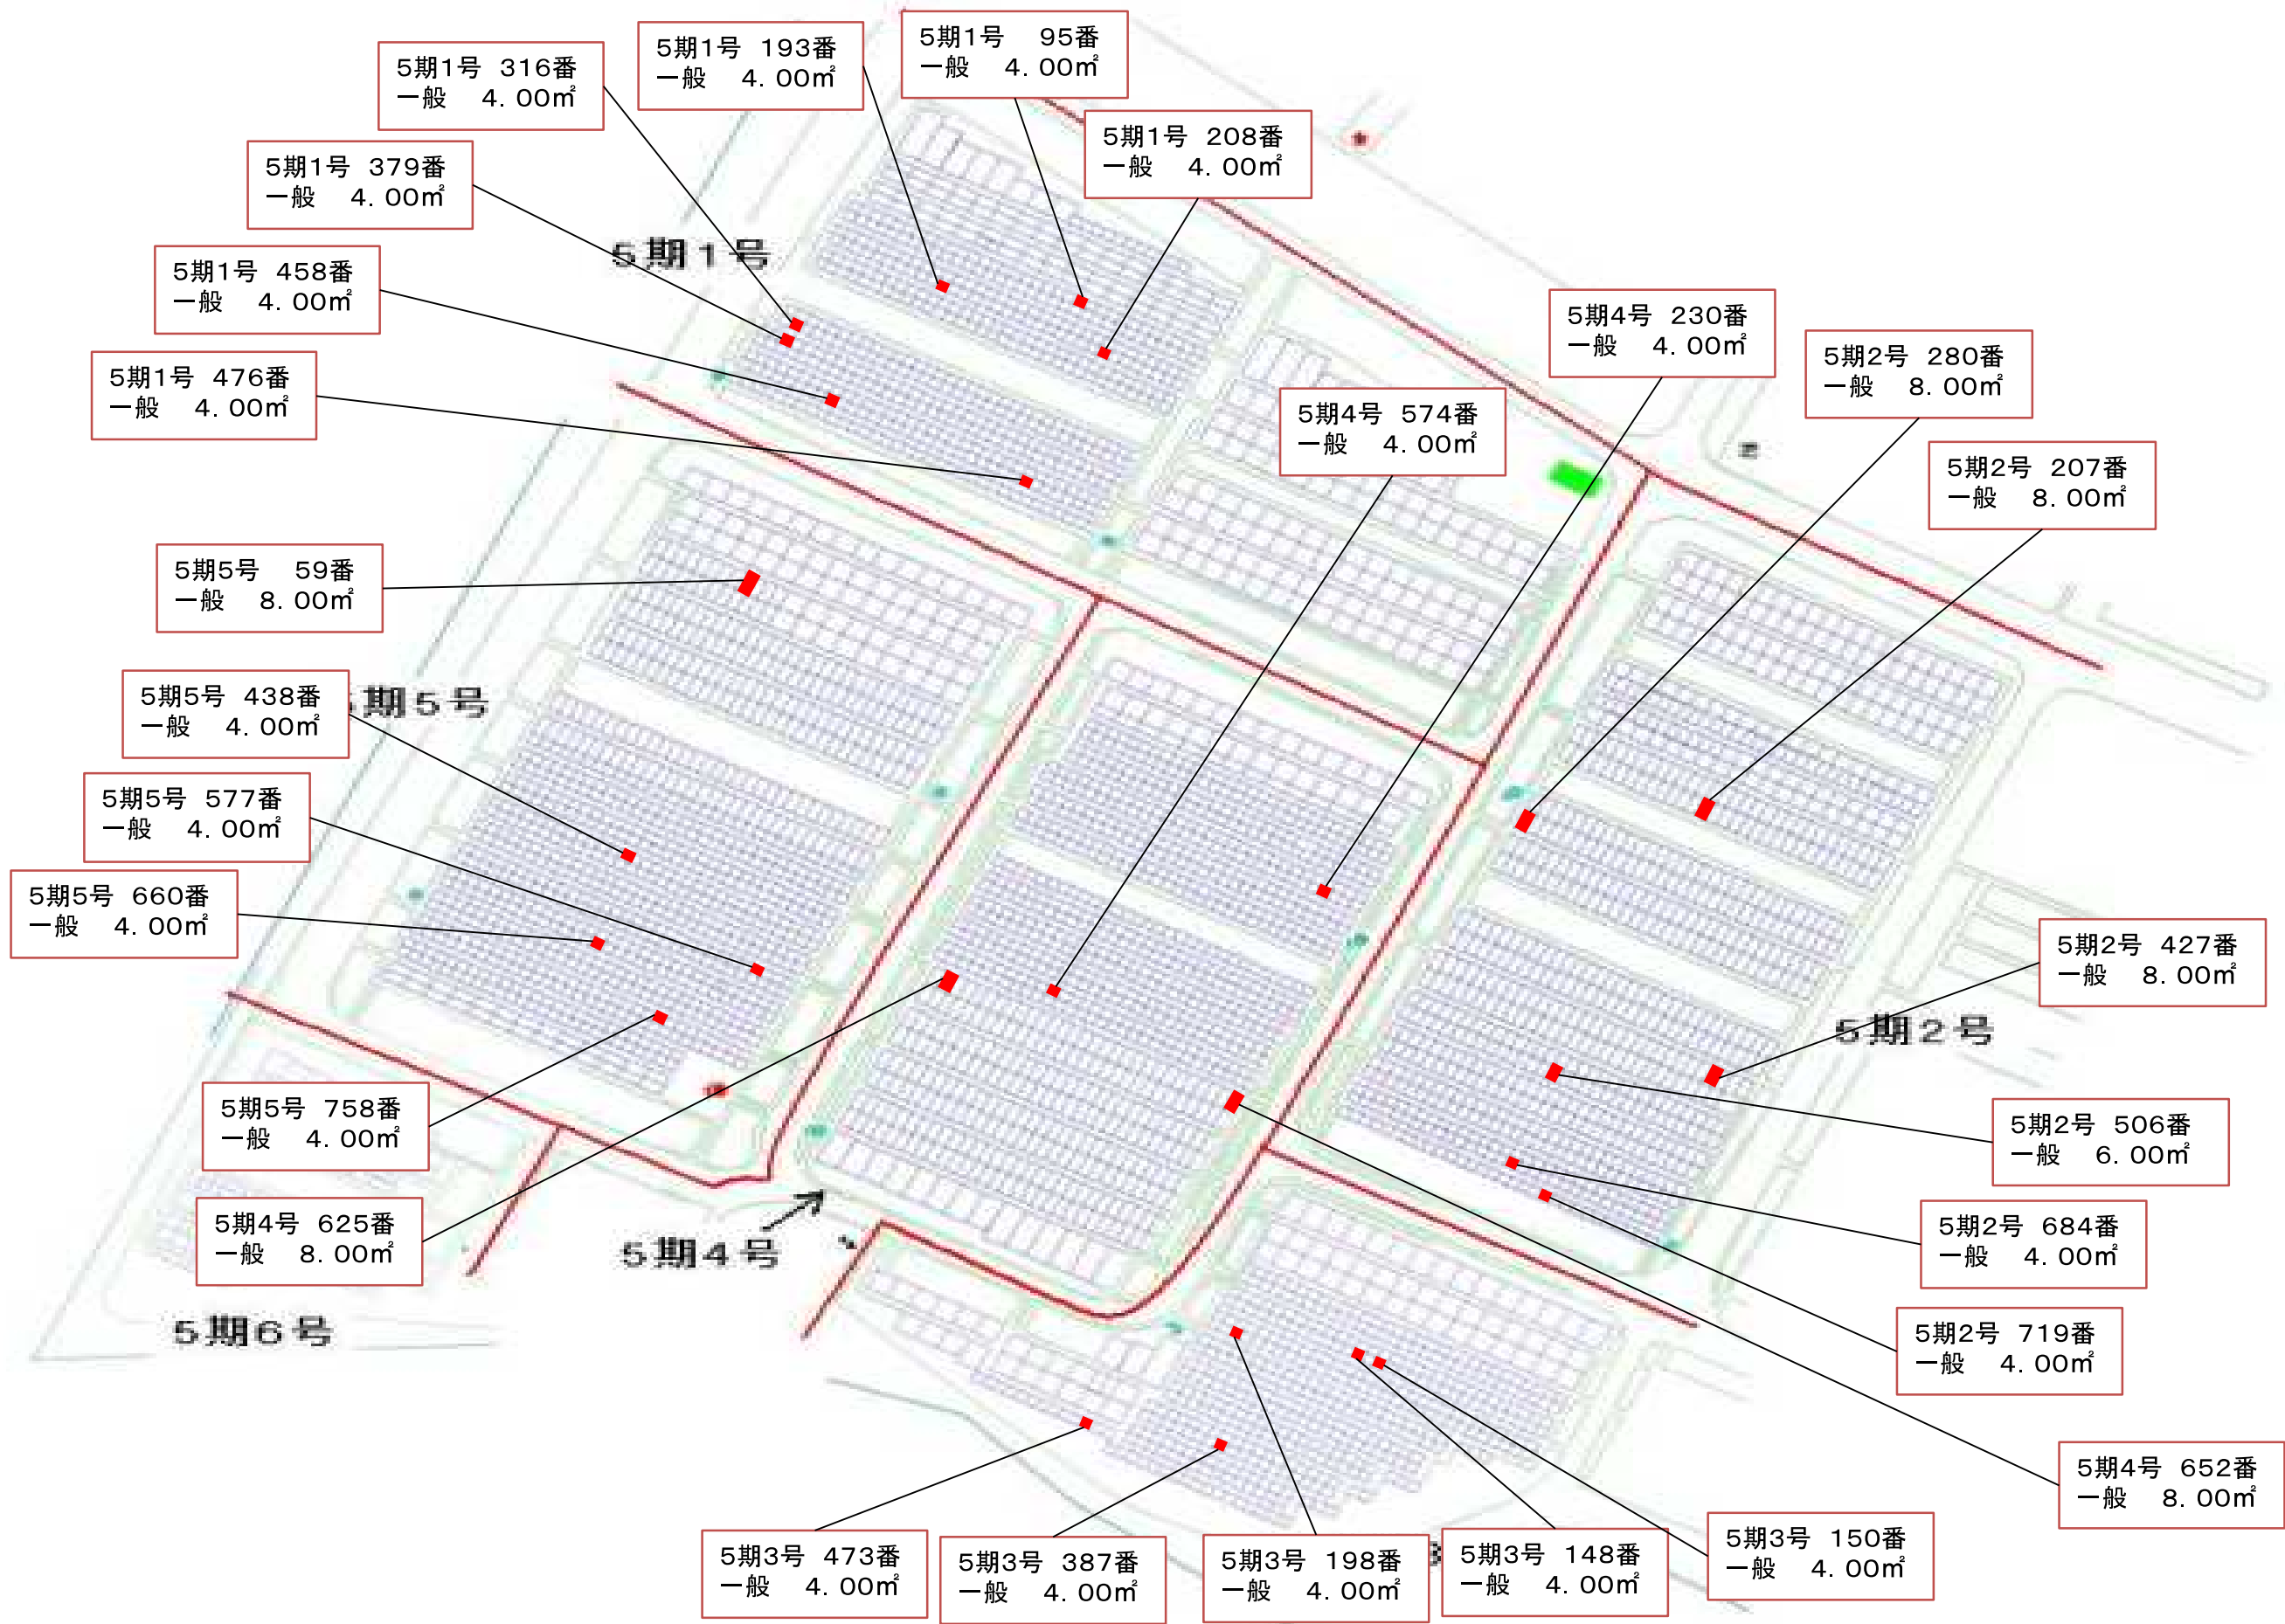 5期1号 193番
一般 4.00㎡
5期1号 95番
一般 4.00㎡
5期1号 316番
一般 4.00㎡
5期1号 208番
一般 4.00㎡
5期1号 379番
一般 4.00㎡
5期1号
5期1号 458番
一般 4.00㎡
5期4号 230番
一般 4.00㎡
5期2号 280番
一般 8.00㎡
5期1号 476番
一般 4.00㎡
5期4号 574番
一般 4.00㎡
5期2号 207番
一般 8.00㎡
5期5号 59番
一般 8.00㎡
5期5号 438番
一般 4.00㎡
期5号
5期5号 577番
一般 4.00㎡
5期5号 660番
一般 4.00㎡
5期2号 427番
一般 8.00㎡
5期2号
5期5号 758番
一般 4.00㎡
5期2号 506番
一般 6.00㎡
5期4号 625番
一般 8.00㎡
5期4号
5期2号 684番
一般 4.00㎡
5期6号
5期2号 719番
一般 4.00㎡
5期4号 652番
一般 8.00㎡
5期3号 473番
一般 4.00㎡
5期3号 387番
一般 4.00㎡
5期3号 198番
一般 4.00㎡
5期3号 148番
一般 4.00㎡
5期3号 150番
一般 4.00㎡